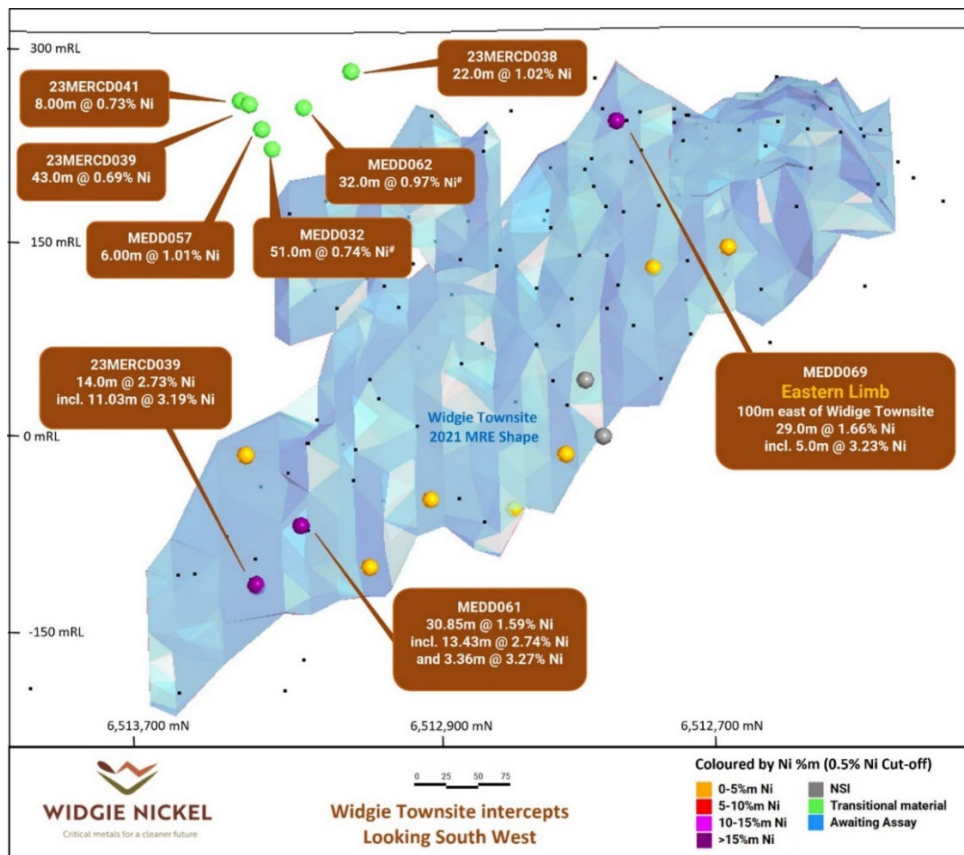 300 mRL
23MERCD038
22.0m @ 1.02% Ni
23MERCD041
8.00m @ 0.73% Ni
23MERCD039
43.0m @ 0.69% Ni
MEDD062
32.0m @ 0.97% Ni#
MEDD057
6.00m @ 1.01% Ni
MEDD032
51.0m @ 0.74% Ni#
150 mRL
23MERCD039
14.0m @ 2.73% Ni
incl. 11.03m @ 3.19% Ni
MEDD069
Eastern Limb
100m east of Widige Townsite
29.0m @ 1.66% Ni
incl. 5.0m @ 3.23% Ni
Widgie Townsite
2021 MRE Shape
0 mRL
MEDD061
30.85m @ 1.59% Ni
incl. 13.43m @ 2.74% Ni
and 3.36m @ 3.27% Ni
-150 mRL
6,513,700 mN
6,512,900 mN
6,512,700 mN
WIDGIE NICKEL
Critical metals for a cleaner future
0 25 50 75
Widgie Townsite intercepts
Looking South West
Coloured by Ni %m (0.5% Ni Cut-off)
0-5%m Ni
5-10%m Ni
10-15%m Ni
>15%m Ni
NSI
Transitional material
Awaiting Assay